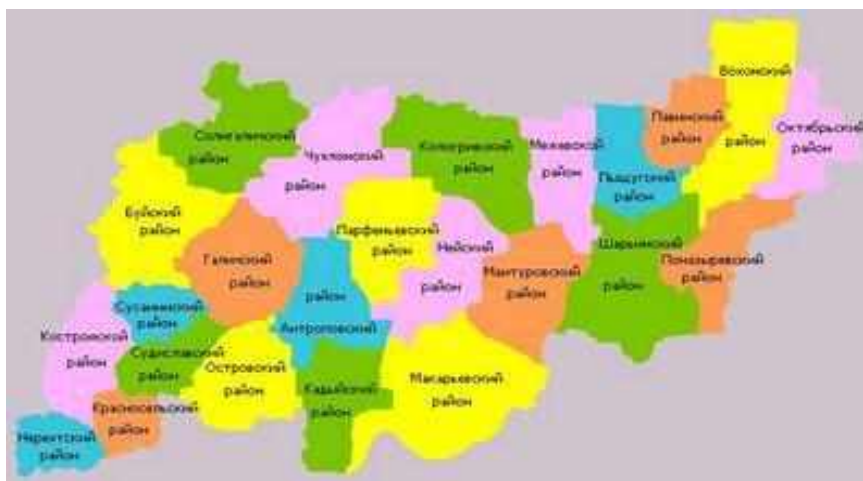 Вохомский
район
Павинский
район
Октябрьский
район
Солигаличский
район
Чухломский
район
Кологривский
район
Межевской
район
Пыщугский
район
Буйский
район
Парфеньевский
район
Нейский
район
Шарьинский
район
Поназыревский
район
Галичский
район
Мантуровский
район
район
Антроповский
Сусанинский
район
Костромской
район
Судиславский
район
Островский
район
Кадыйский
район
Макарьевский
район
Красносельский
район
Нерехтский
район